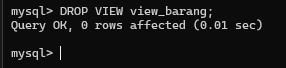 mysql> DROP VIEW view_barang;
Query OK, 0 rows affected (0.01 sec)
mysql>